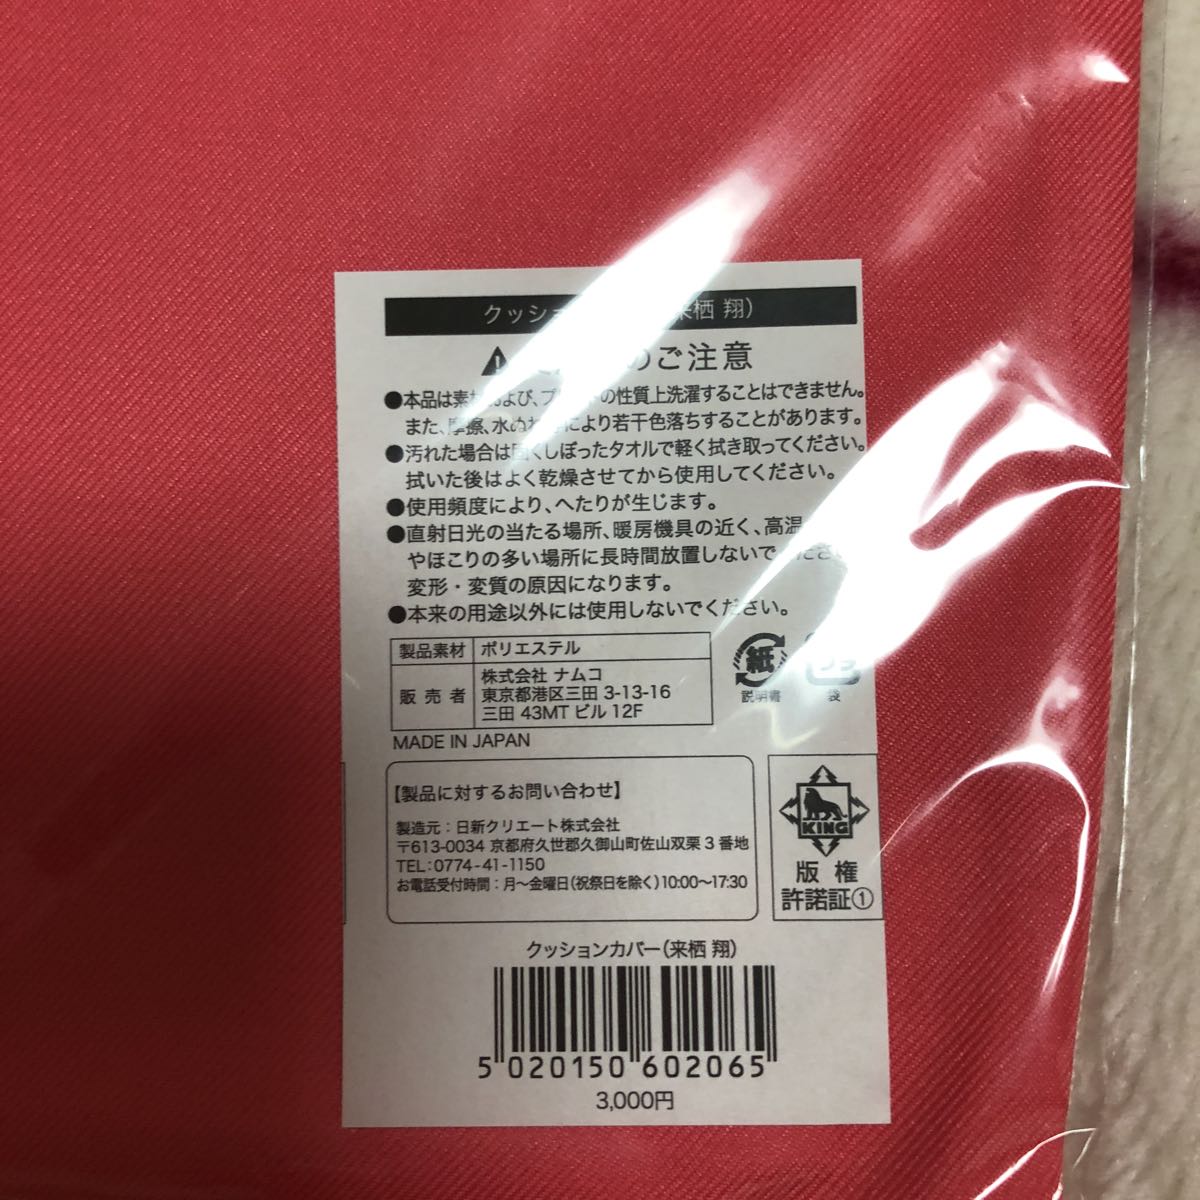 クッショ 来栖 翔）
のご注意
●本品は素 および、プ の性質上洗濯することはできません。
また、摩擦、水ぬれ により若干色落ちすることがあります。
●汚れた場合は固くしぼったタオルで軽く拭き取ってください。
拭いた後はよく乾燥させてから使用してください。
●使用頻度により、へたりが生じます。
●直射日光の当たる場所、暖房機具の近く、高温
やほこりの多い場所に長時間放置しないでください
変形・変質の原因になります。
●本来の用途以外には使用しないでください。
製品素材 ポリエステル
販売者 株式会社 ナムコ
東京都港区三田 3-13-16
三田 43MT ビル 12F
紙
説明書
プラ
袋
MADE IN JAPAN
【製品に対するお問い合わせ】
製造元：日新クリエート株式会社
〒613-0034 京都府久世郡久御山町佐山双栗 3 番地
TEL:0774-41-1150
お電話受付時間：月～金曜日（祝祭日を除く）10:00～17:30
KING
版権
許諾証①
クッションカバー（来栖 翔）
5 020150 602065
3,000円